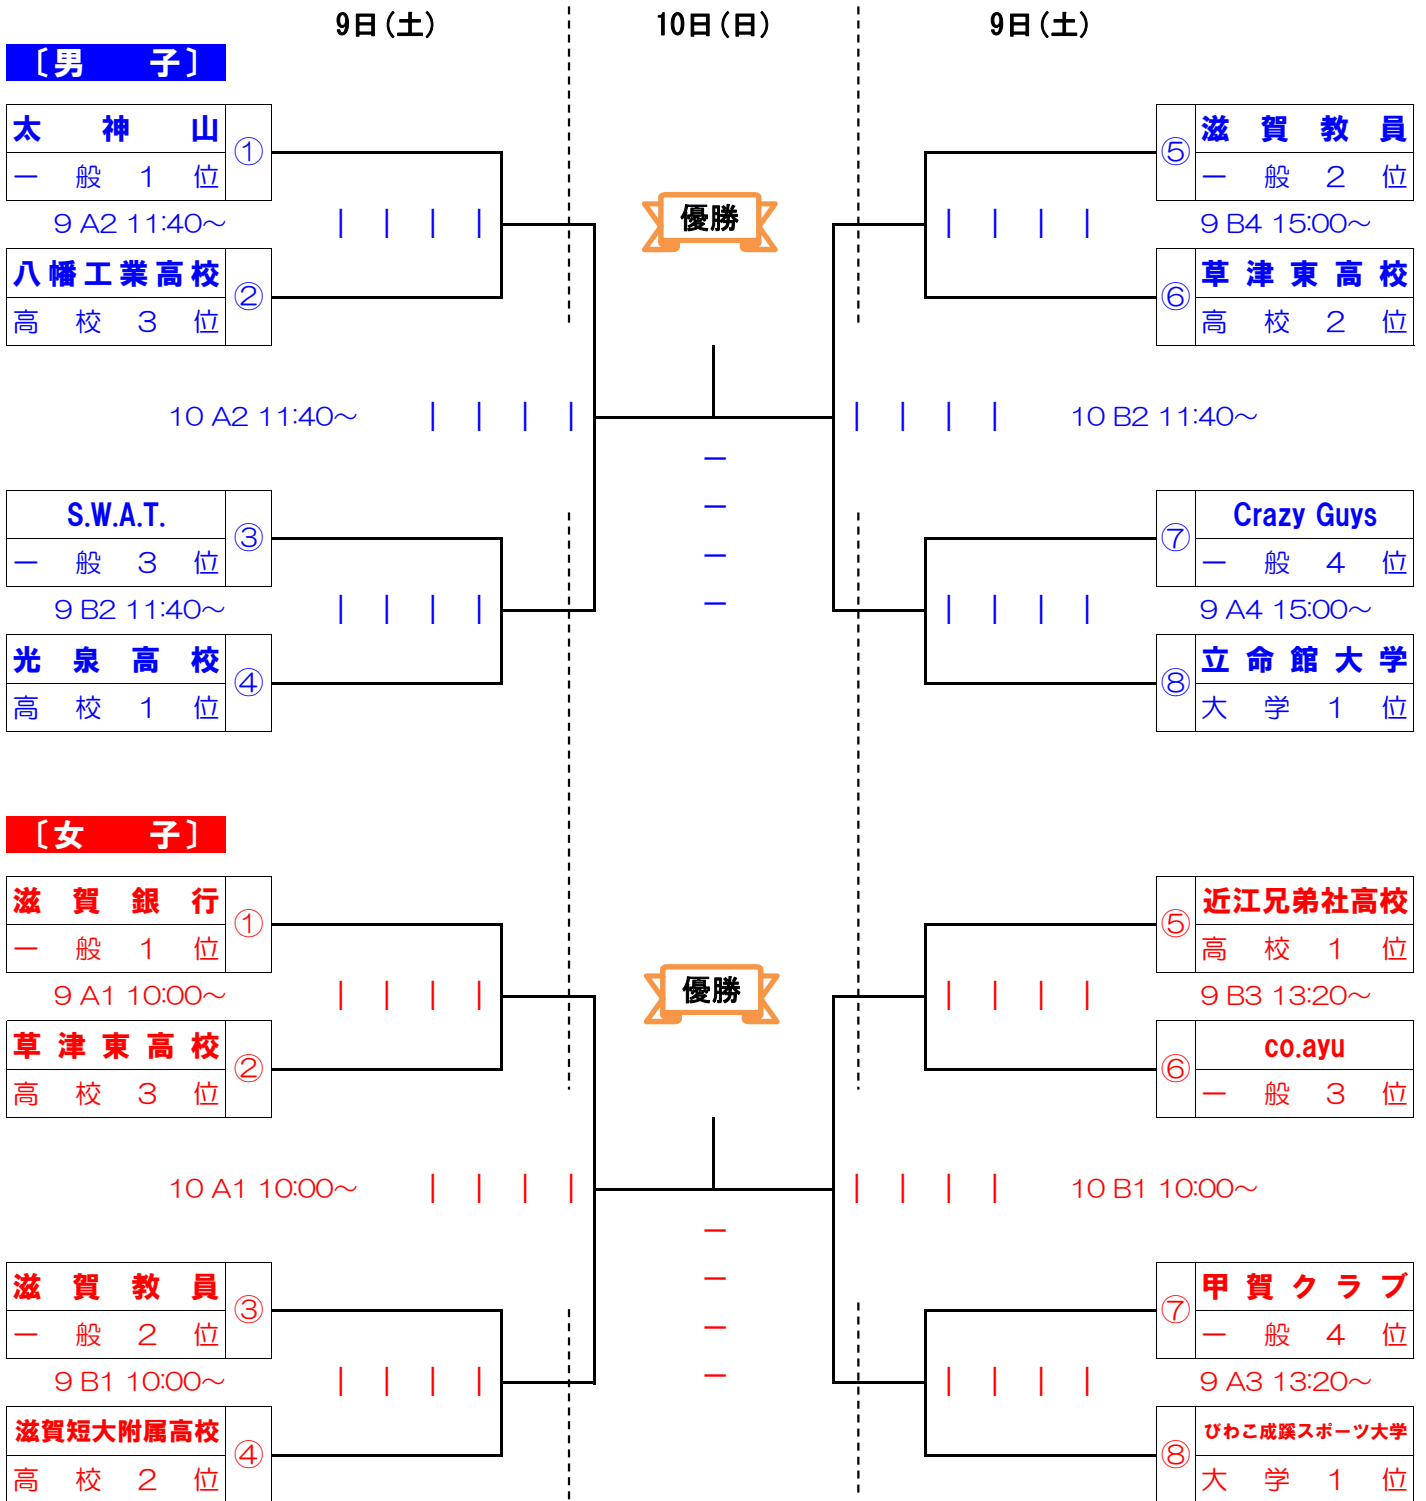 9日(土) 10日(日) 9日(土)
〔男 子〕
太神山 ① ⑤ 滋賀教員
一般1位 一般2位
9 A2 11:40～ 9 B4 15:00～
優勝
八幡工業高校 ② ⑥ 草津東高校
高校3位 高校2位
10 A2 11:40～ 10 B2 11:40～
S.W.A.T. ③ ⑦ Crazy Guys
一般3位 一般4位
9 B2 11:40～ 9 A4 15:00～
光泉高校 ④ ⑧ 立命館大学
高校1位 大学1位
〔女 子〕
滋賀銀行 ① ⑤ 近江兄弟社高校
一般1位 高校1位
9 A1 10:00～ 9 B3 13:20～
優勝
草津東高校 ② ⑥ co.ayu
高校3位 一般3位
10 A1 10:00～ 10 B1 10:00～
滋賀教員 ③ ⑦ 甲賀クラブ
一般2位 一般4位
9 B1 10:00～ 9 A3 13:20～
滋賀短大附属高校 ④ ⑧ びわこ成蹊スポーツ大学
高校2位 大学1位